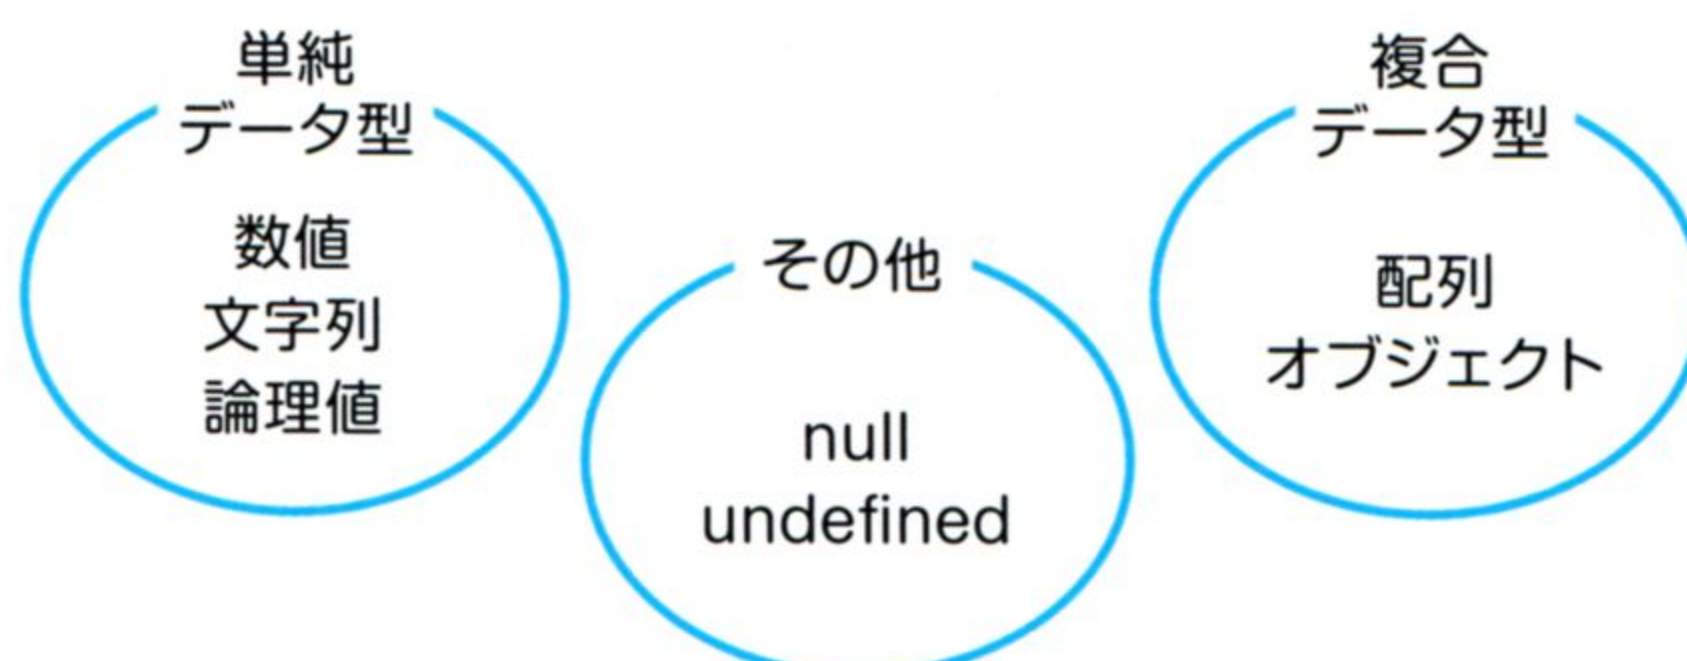 単純
データ型
数値
文字列
論理値
その他
null
undefined
複合
データ型
配列
オブジェクト